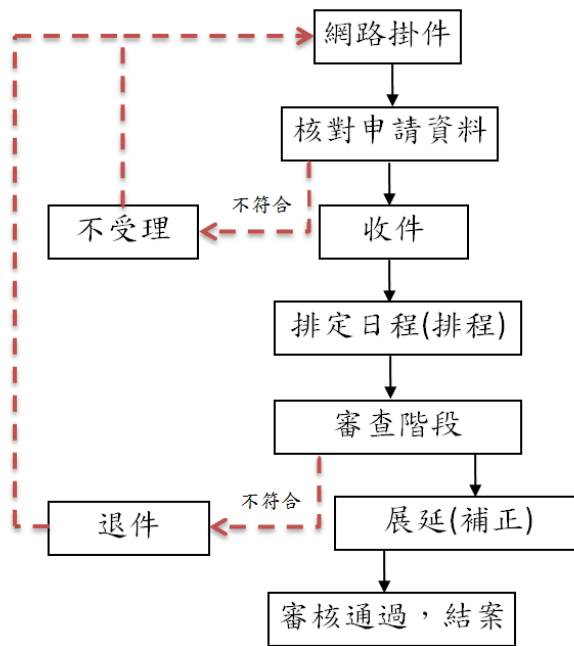 網路掛件
核對申請資料
不符合
不受理
收件
排定日程(排程)
審查階段
不符合
退件
展延(補正)
審核通過，結案